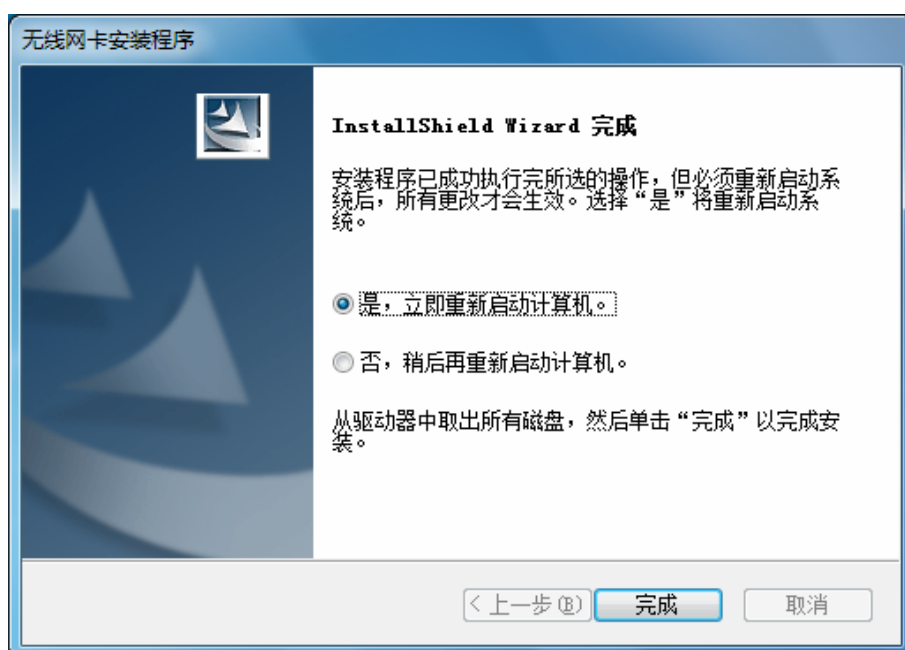 无线网卡安装程序
InstallShield Wizard 完成
安装程序已成功执行完所选的操作，但必须重新启动系
统后，所有更改才会生效。选择“是”将重新启动系
统。
是，立即重新启动计算机。
否，稍后再重新启动计算机。
从驱动器中取出所有磁盘，然后单击“完成”以完成安
装。
< 上一步(B) 完成 取消